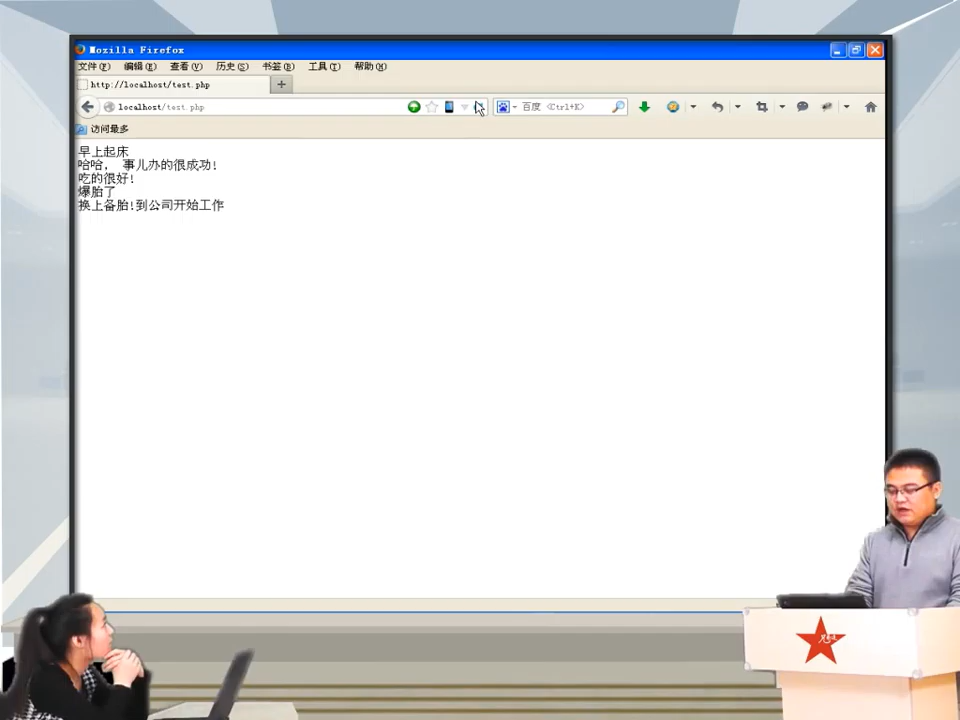 Mozilla Firefox
文件(F) 编辑(E) 查看(V) 历史(S) 书签(B) 工具(T) 帮助(H)
http://localhost/test.php
localhost/test.php
百度 <Ctrl+K>
访问最多
早上起床
哈哈， 事儿办的很成功!
吃的很好!
爆胎了
换上备胎!到公司开始工作